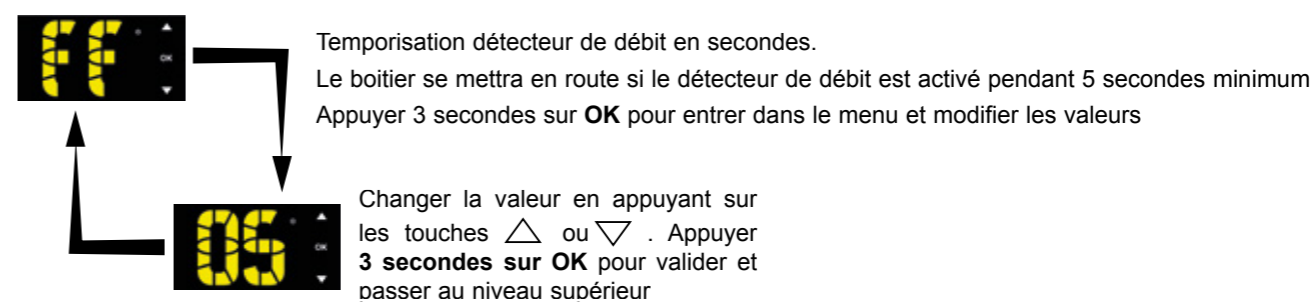 FF
OK
Temporisation détecteur de débit en secondes.
Le boitier se mettra en route si le détecteur de débit est activé pendant 5 secondes minimum
Appuyer 3 secondes sur OK pour entrer dans le menu et modifier les valeurs
05
OK
Changer la valeur en appuyant sur
les touches △ ou ▽ . Appuyer
3 secondes sur OK pour valider et
passer au niveau supérieur